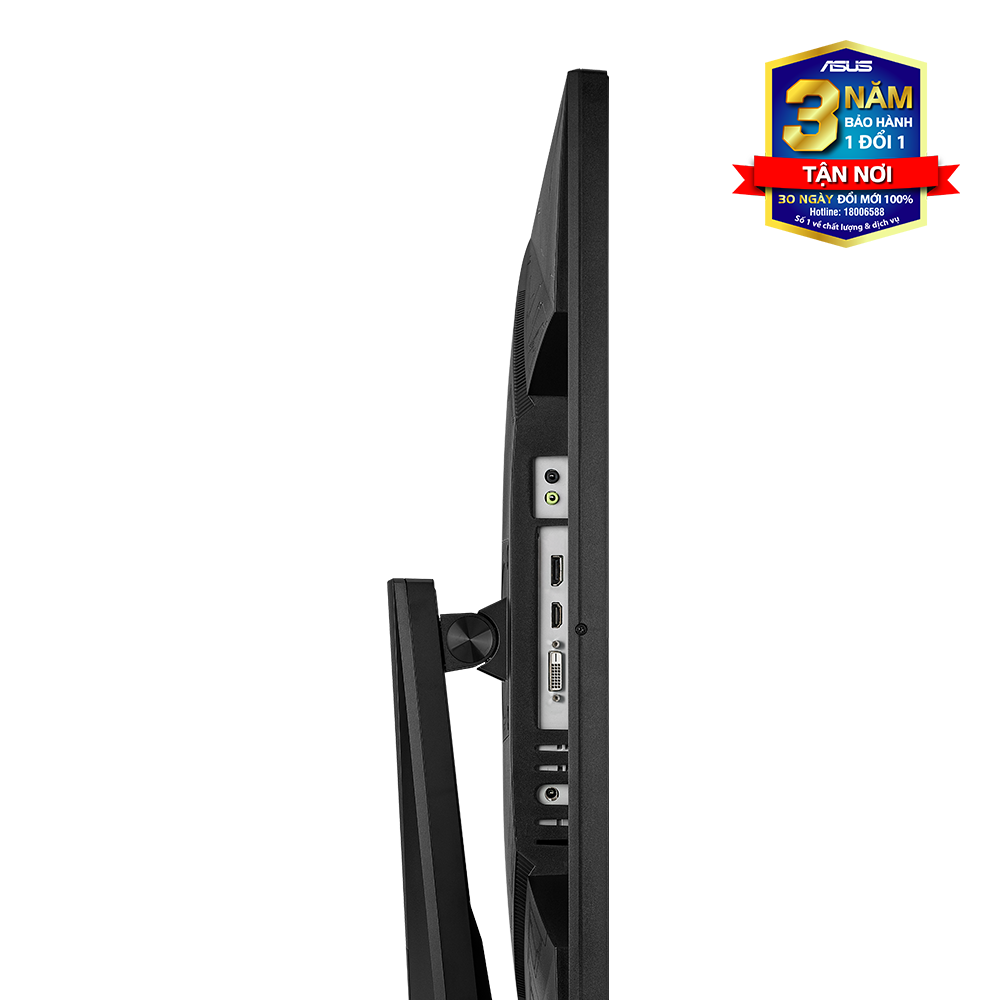 ASUS
3 NĂM
BẢO HÀNH
1 ĐỔI 1
TẬN NƠI
30 NGÀY ĐỔI MỚI 100%
Hotline: 18006588
Số 1 về chất lượng & dịch vụ